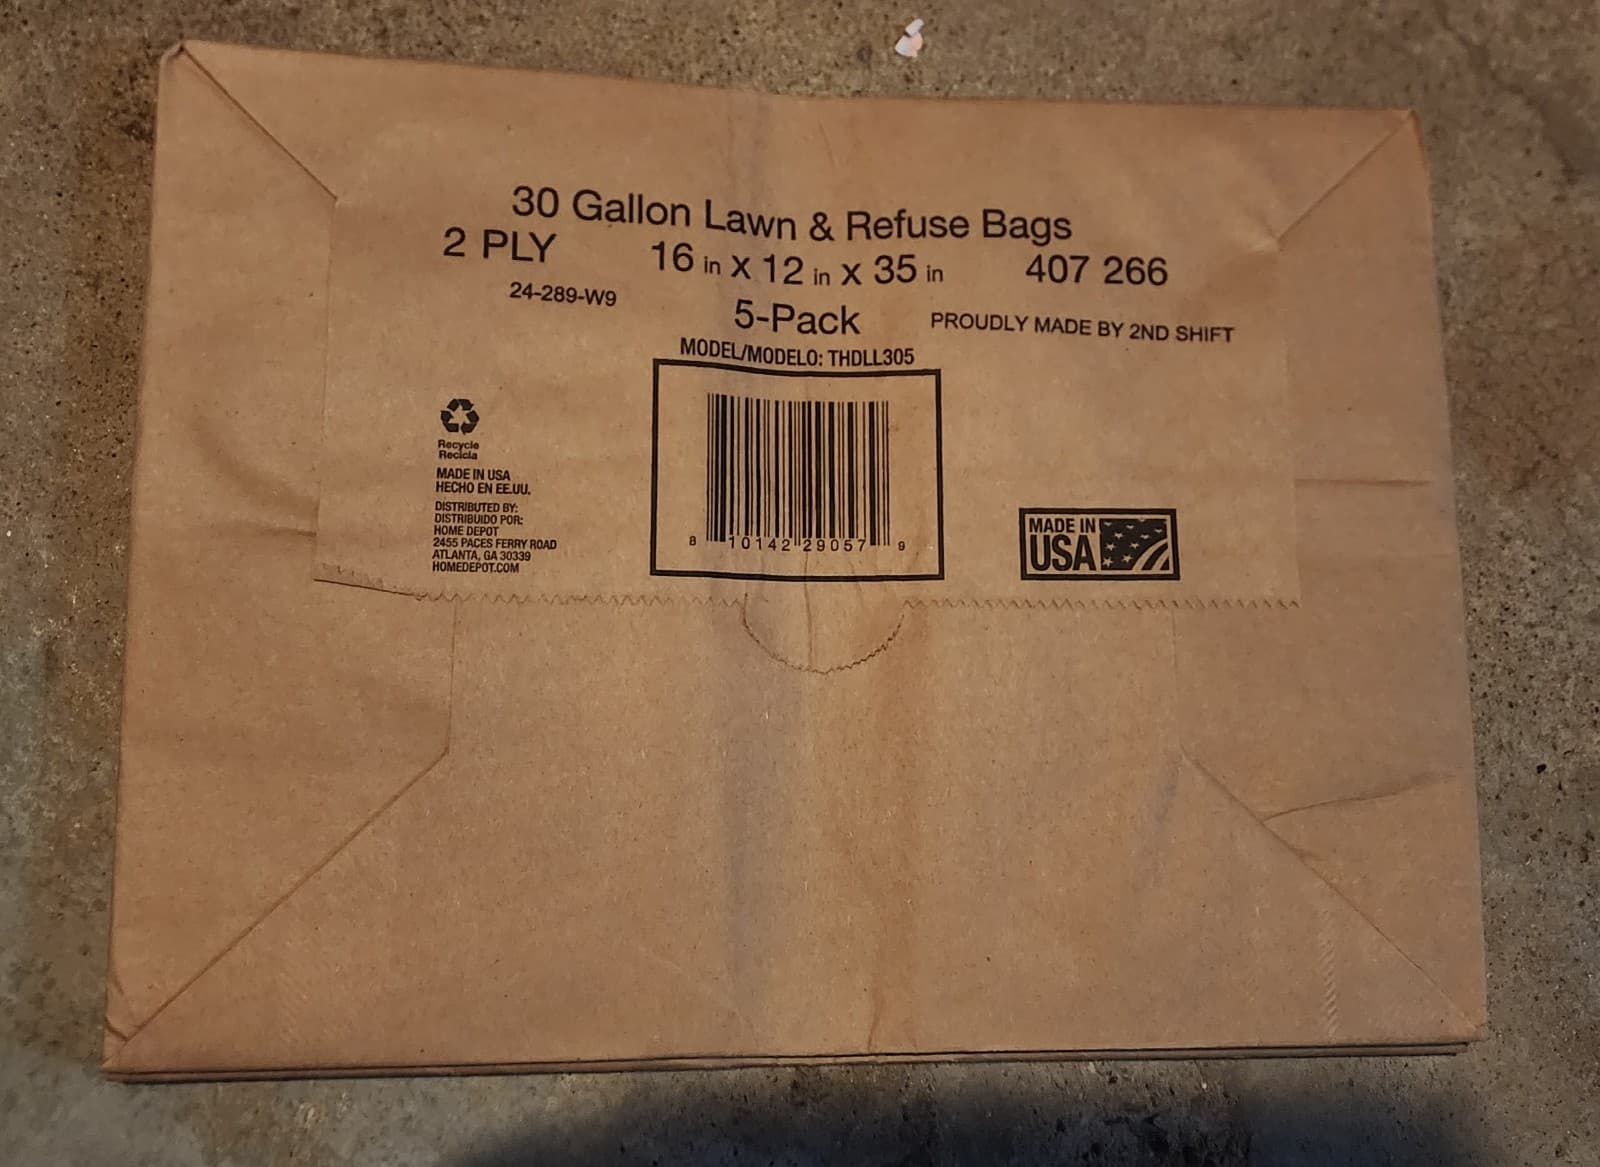 30 Gallon Lawn & Refuse Bags
2 PLY 16 in X 12 in X 35 in 407 266
24-289-W9
5-Pack
PROUDLY MADE BY 2ND SHIFT
MODEL/MODELO: THDLL305
Recycle
Recicla
MADE IN USA
HECHO EN EE.UU.
DISTRIBUTED BY:
DISTRIBUIDO POR:
HOME DEPOT
2455 PACES FERRY ROAD
ATLANTA, GA 30339
HOMEDEPOT.COM
8 10142 29057 9
MADE IN
USA